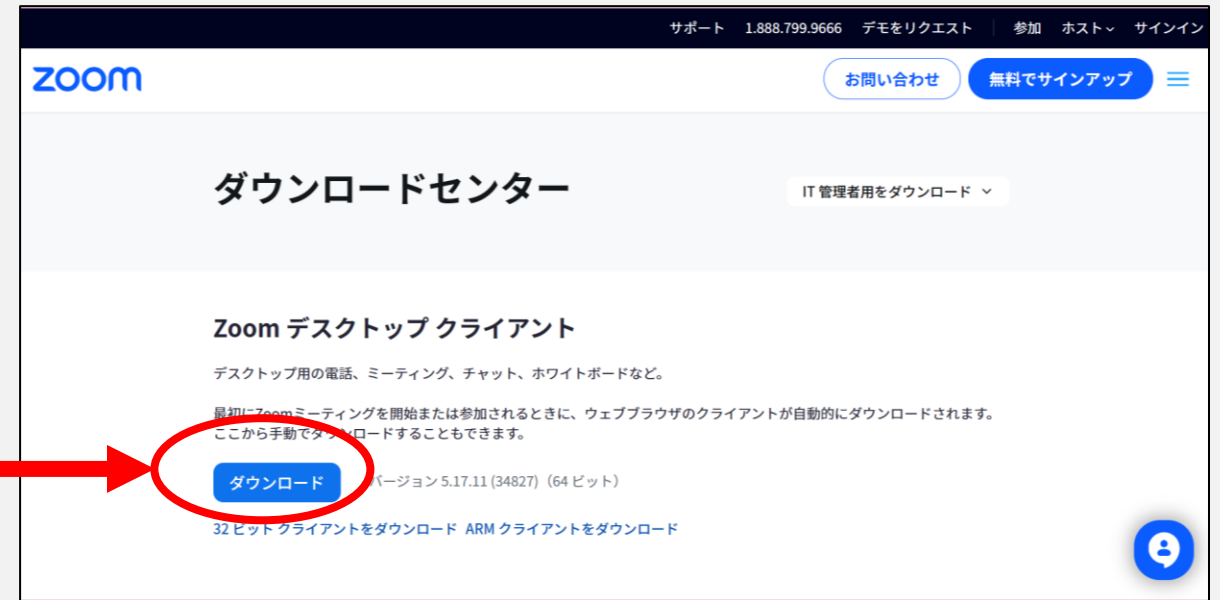 サポート 1.888.799.9666 デモをリクエスト 参加 ホスト サインイン
zoom お問い合わせ 無料でサインアップ
ダウンロードセンター IT 管理者用をダウンロード
Zoom デスクトップ クライアント
デスクトップ用の電話、ミーティング、チャット、ホワイトボードなど。
最初にZoomミーティングを開始または参加されるときに、ウェブブラウザのクライアントが自動的にダウンロードされます。
ここから手動でダウンロードすることもできます。
ダウンロード バージョン 5.17.11 (34827)（64 ビット）
32 ビット クライアントをダウンロード ARM クライアントをダウンロード